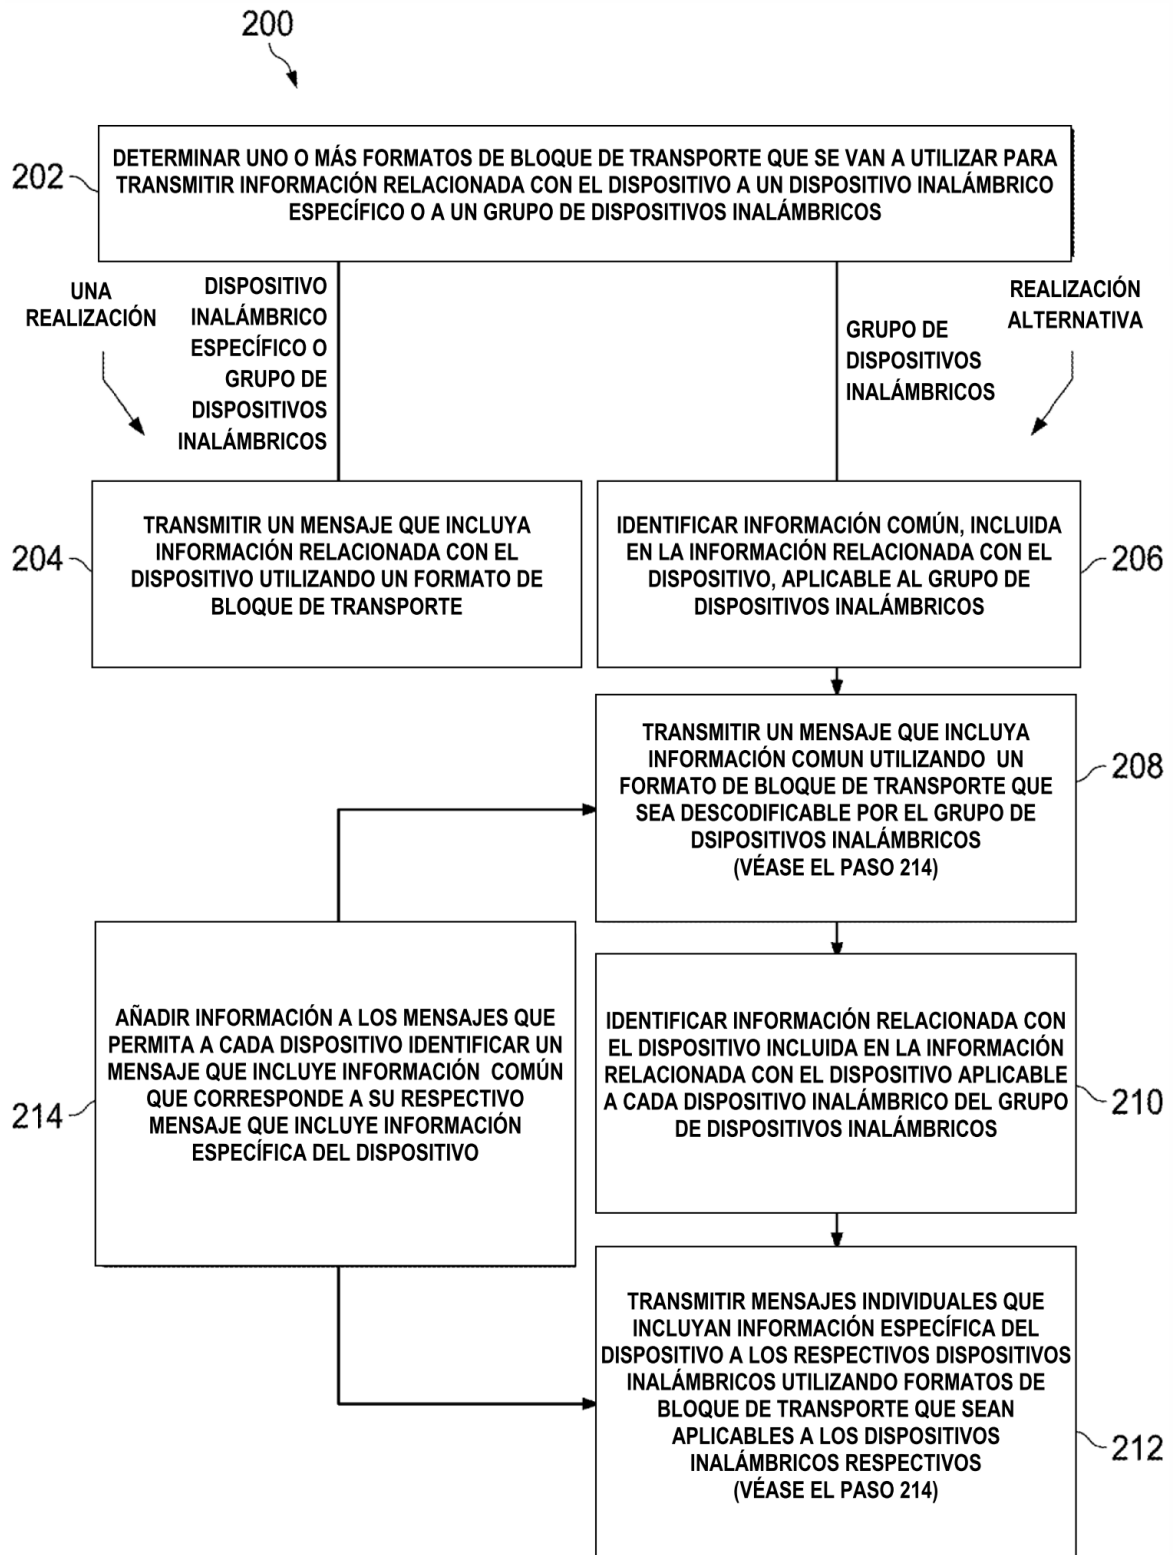 200
202
DETERMINAR UNO O MÁS FORMATOS DE BLOQUE DE TRANSPORTE QUE SE VAN A UTILIZAR PARA
TRANSMITIR INFORMACIÓN RELACIONADA CON EL DISPOSITIVO A UN DISPOSITIVO INALÁMBRICO
ESPECÍFICO O A UN GRUPO DE DISPOSITIVOS INALÁMBRICOS
UNA
REALIZACIÓN
DISPOSITIVO
INALÁMBRICO
ESPECÍFICO O
GRUPO DE
DISPOSITIVOS
INALÁMBRICOS
GRUPO DE
DISPOSITIVOS
INALÁMBRICOS
REALIZACIÓN
ALTERNATIVA
204
TRANSMITIR UN MENSAJE QUE INCLUYA
INFORMACIÓN RELACIONADA CON EL
DISPOSITIVO UTILIZANDO UN FORMATO DE
BLOQUE DE TRANSPORTE
IDENTIFICAR INFORMACIÓN COMÚN, INCLUIDA
EN LA INFORMACIÓN RELACIONADA CON EL
DISPOSITIVO, APLICABLE AL GRUPO DE
DISPOSITIVOS INALÁMBRICOS
206
TRANSMITIR UN MENSAJE QUE INCLUYA
INFORMACIÓN COMUN UTILIZANDO UN
FORMATO DE BLOQUE DE TRANSPORTE QUE
SEA DESCODIFICABLE POR EL GRUPO DE
DSIPOSITIVOS INALÁMBRICOS
(VÉASE EL PASO 214)
208
214
AÑADIR INFORMACIÓN A LOS MENSAJES QUE
PERMITA A CADA DISPOSITIVO IDENTIFICAR UN
MENSAJE QUE INCLUYE INFORMACIÓN COMÚN
QUE CORRESPONDE A SU RESPECTIVO
MENSAJE QUE INCLUYE INFORMACIÓN
ESPECÍFICA DEL DISPOSITIVO
IDENTIFICAR INFORMACIÓN RELACIONADA CON
EL DISPOSITIVO INCLUIDA EN LA INFORMACIÓN
RELACIONADA CON EL DISPOSITIVO APLICABLE
A CADA DISPOSITIVO INALÁMBRICO DEL GRUPO
DE DISPOSITIVOS INALÁMBRICOS
210
TRANSMITIR MENSAJES INDIVIDUALES QUE
INCLUYAN INFORMACIÓN ESPECÍFICA DEL
DISPOSITIVO A LOS RESPECTIVOS DISPOSITIVOS
INALÁMBRICOS UTILIZANDO FORMATOS DE
BLOQUE DE TRANSPORTE QUE SEAN
APLICABLES A LOS DISPOSITIVOS
INALÁMBRICOS RESPECTIVOS
(VÉASE EL PASO 214)
212